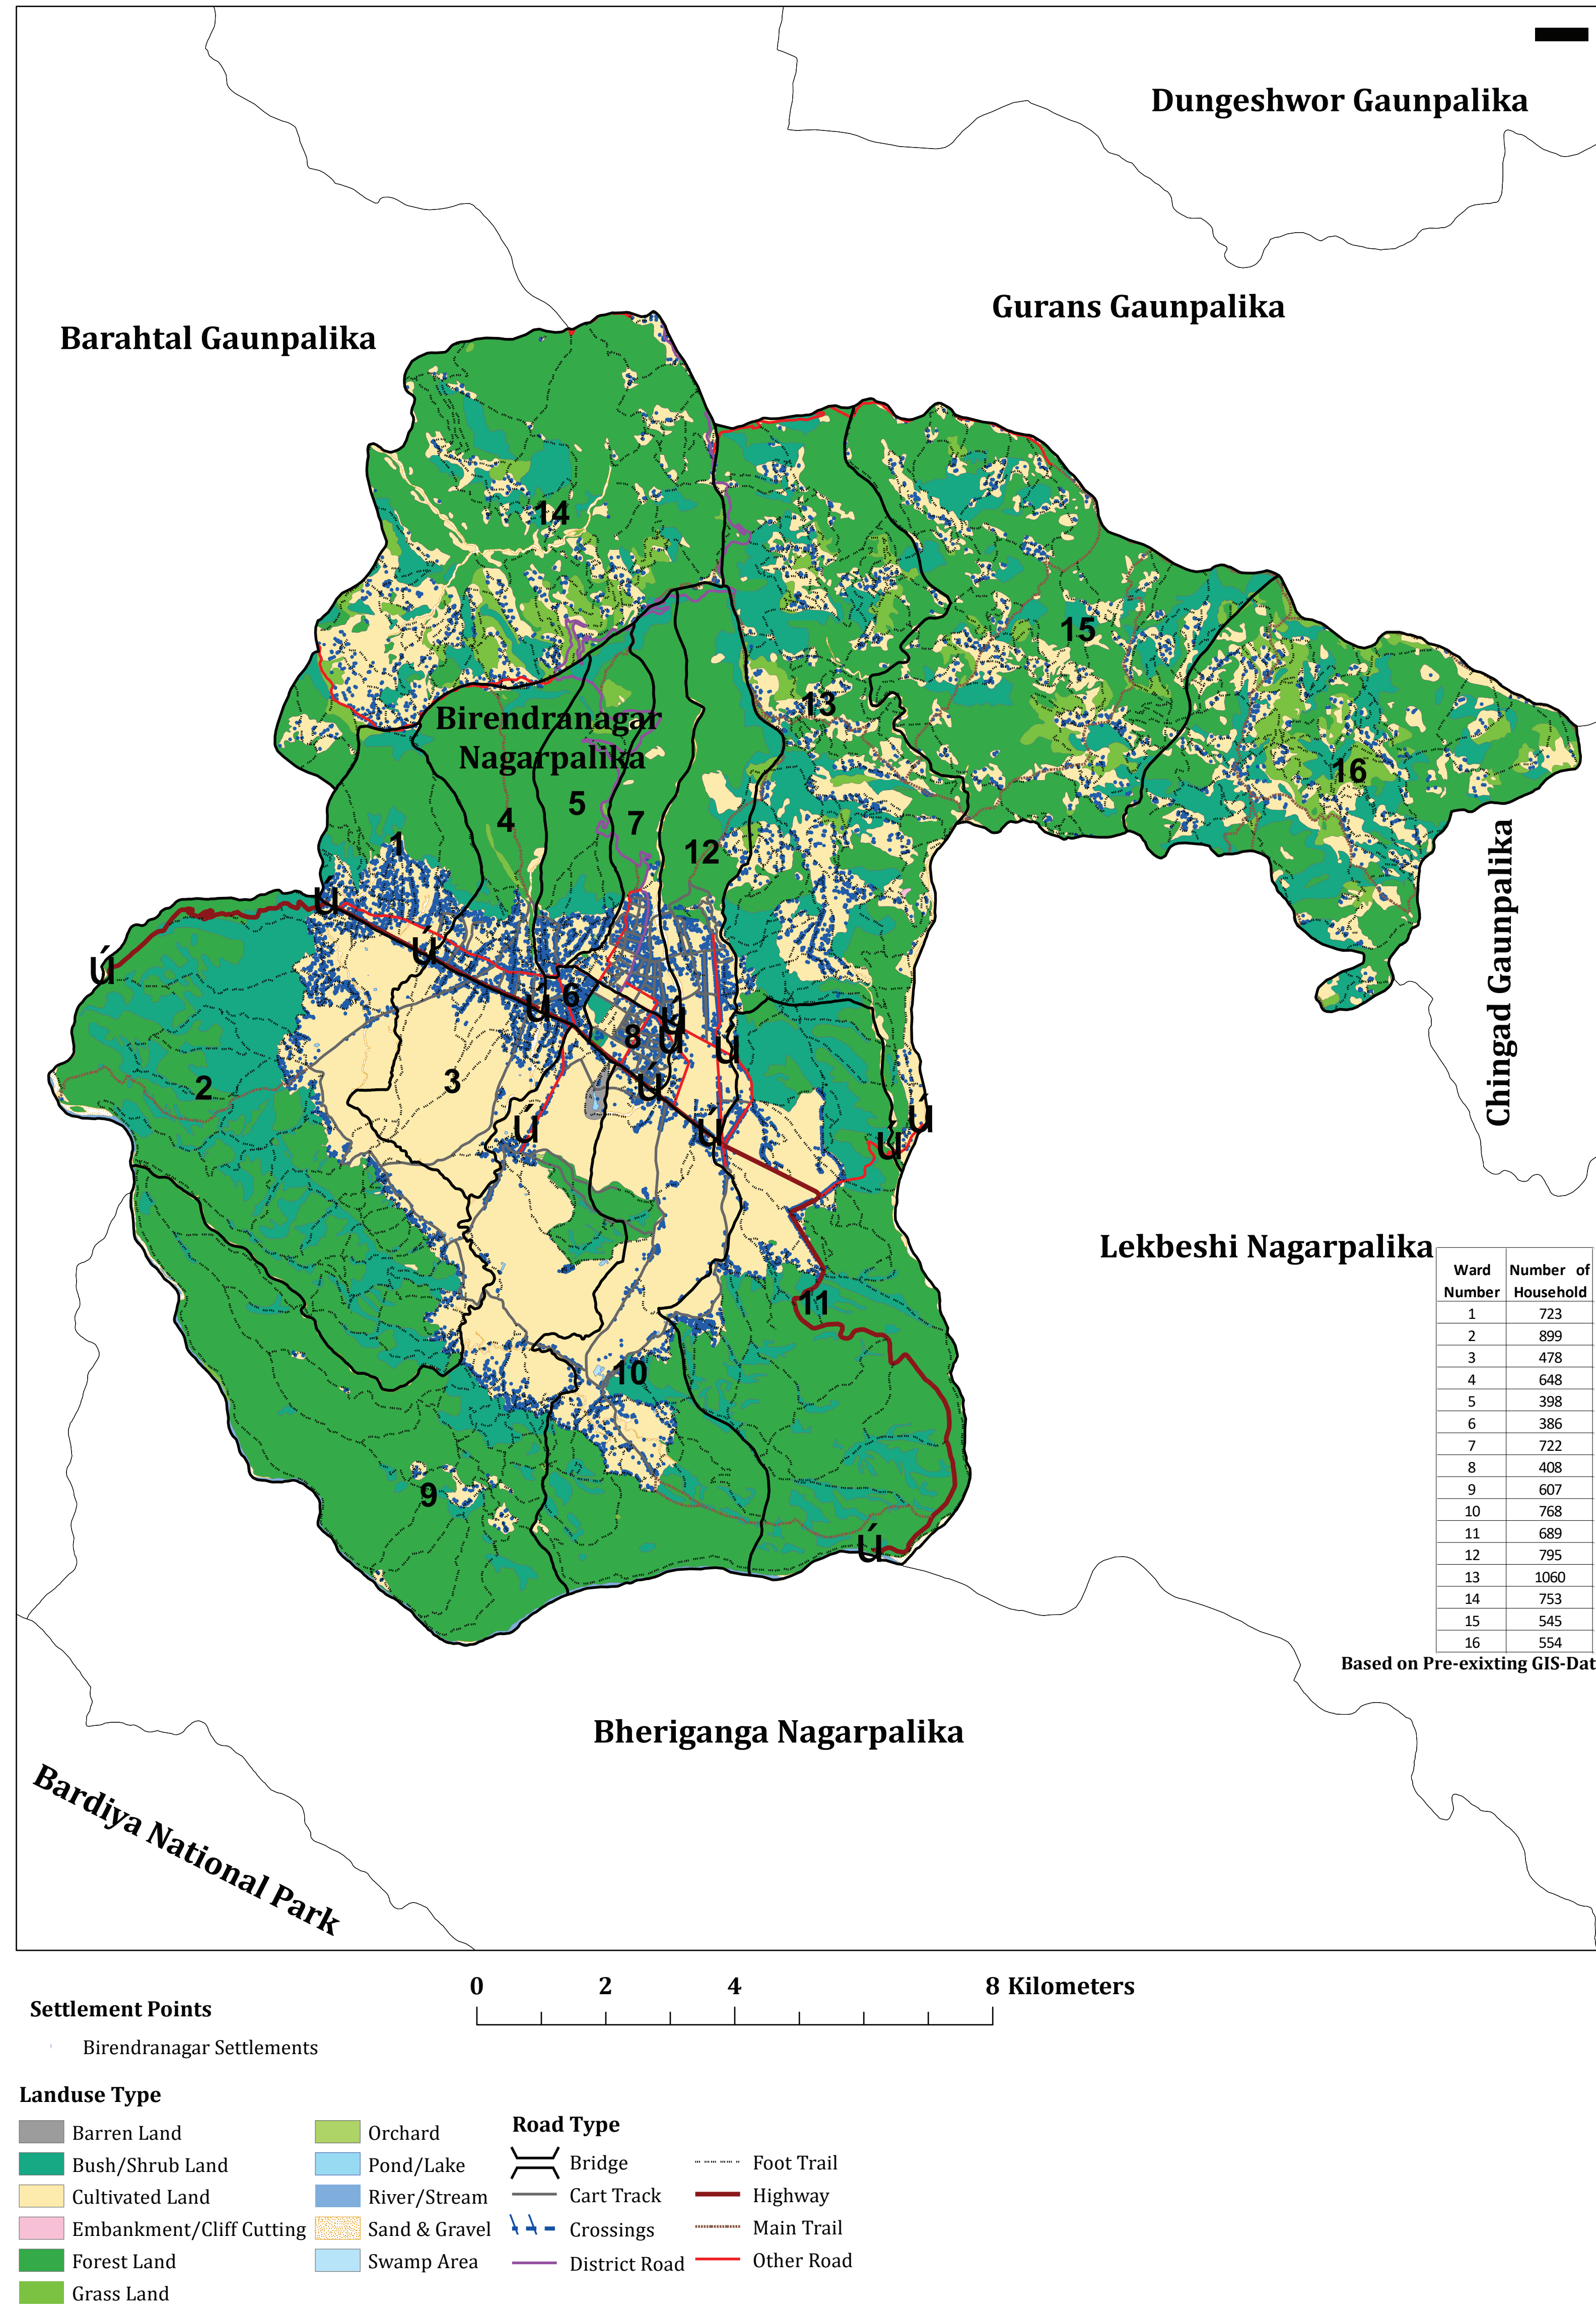 Dungeshwor Gaunpalika
Gurans Gaunpalika
Barahtal Gaunpalika
14
15
13
Birendranagar
Nagarpalika
16
5
4
7
1
12
Ú
Ú
Ú
6
Ú
Ú
8
Ú
Ú
2
3
Ú
Chingad Gaunpalika
Ú
Ú
Ú
Ú
Lekbeshi Nagarpalika
11
10
9
Ú
Ward Number of
Number Household
1 723
2 899
3 478
4 648
5 398
6 386
7 722
8 408
9 607
10 768
11 689
12 795
13 1060
14 753
15 545
16 554
Based on Pre-exixting GIS-Dat
Bheriganga Nagarpalika
Bardiya National Park
0 2 4 8 Kilometers
Settlement Points
Birendranagar Settlements
Landuse Type
Barren Land
Bush/Shrub Land
Cultivated Land
Embankment/Cliff Cutting
Forest Land
Grass Land
Orchard
Pond/Lake
River/Stream
Sand & Gravel
Swamp Area
Road Type
Bridge
Cart Track
Crossings
District Road
Foot Trail
Highway
Main Trail
Other Road